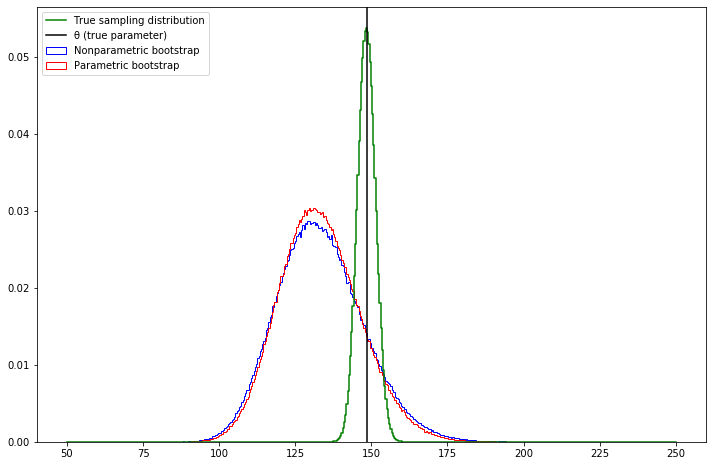 True sampling distribution
θ (true parameter)
Nonparametric bootstrap
Parametric bootstrap
0.05
0.04
0.03
0.02
0.01
0.00
50 75 100 125 150 175 200 225 250